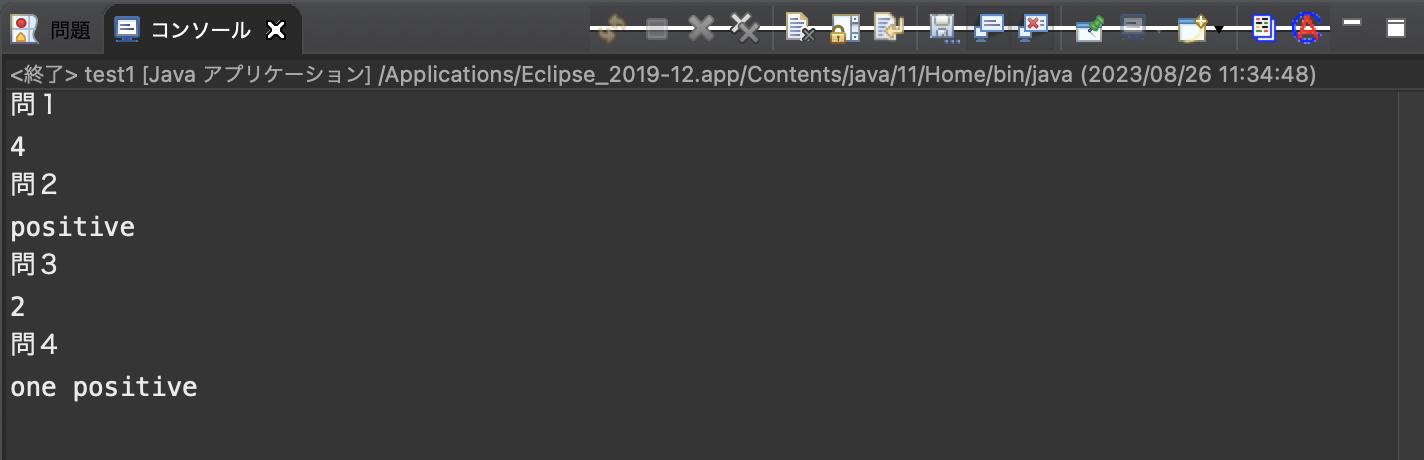 問題 コンソール
<終了> test1 [Java アプリケーション] /Applications/Eclipse_2019-12.app/Contents/java/11/Home/bin/java (2023/08/26 11:34:48)
問１
4
問２
positive
問３
2
問４
one positive